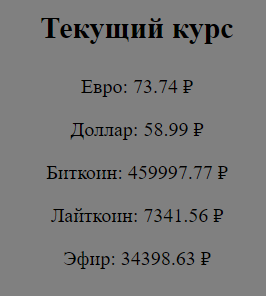 Текущий курс
Евро: 73.74 ₽
Доллар: 58.99 ₽
Биткоин: 459997.77 ₽
Лайткоин: 7341.56 ₽
Эфир: 34398.63 ₽